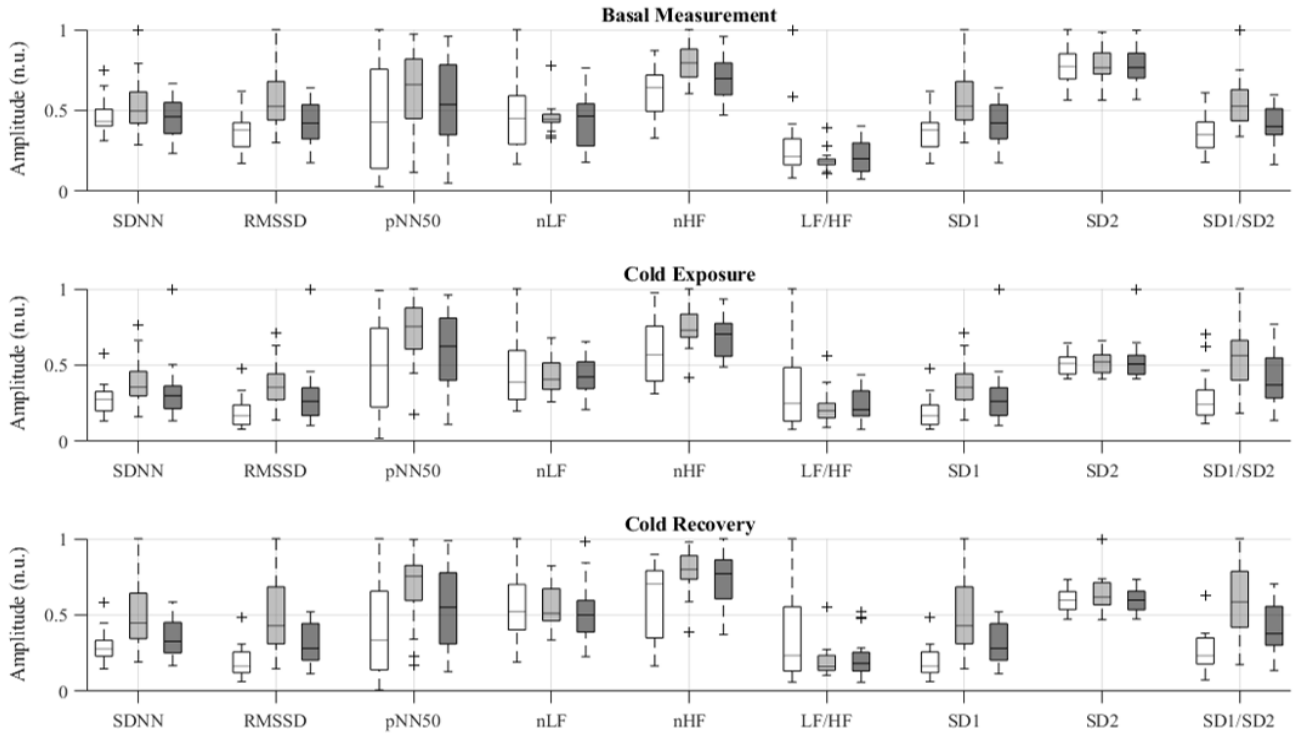 Basal Measurement
Amplitude (n.u.)
1
0.5
0
SDNN RMSSD pNN50 nLF nHF LF/HF SD1 SD2 SD1/SD2
Cold Exposure
Amplitude (n.u.)
1
0.5
0
SDNN RMSSD pNN50 nLF nHF LF/HF SD1 SD2 SD1/SD2
Cold Recovery
Amplitude (n.u.)
1
0.5
0
SDNN RMSSD pNN50 nLF nHF LF/HF SD1 SD2 SD1/SD2